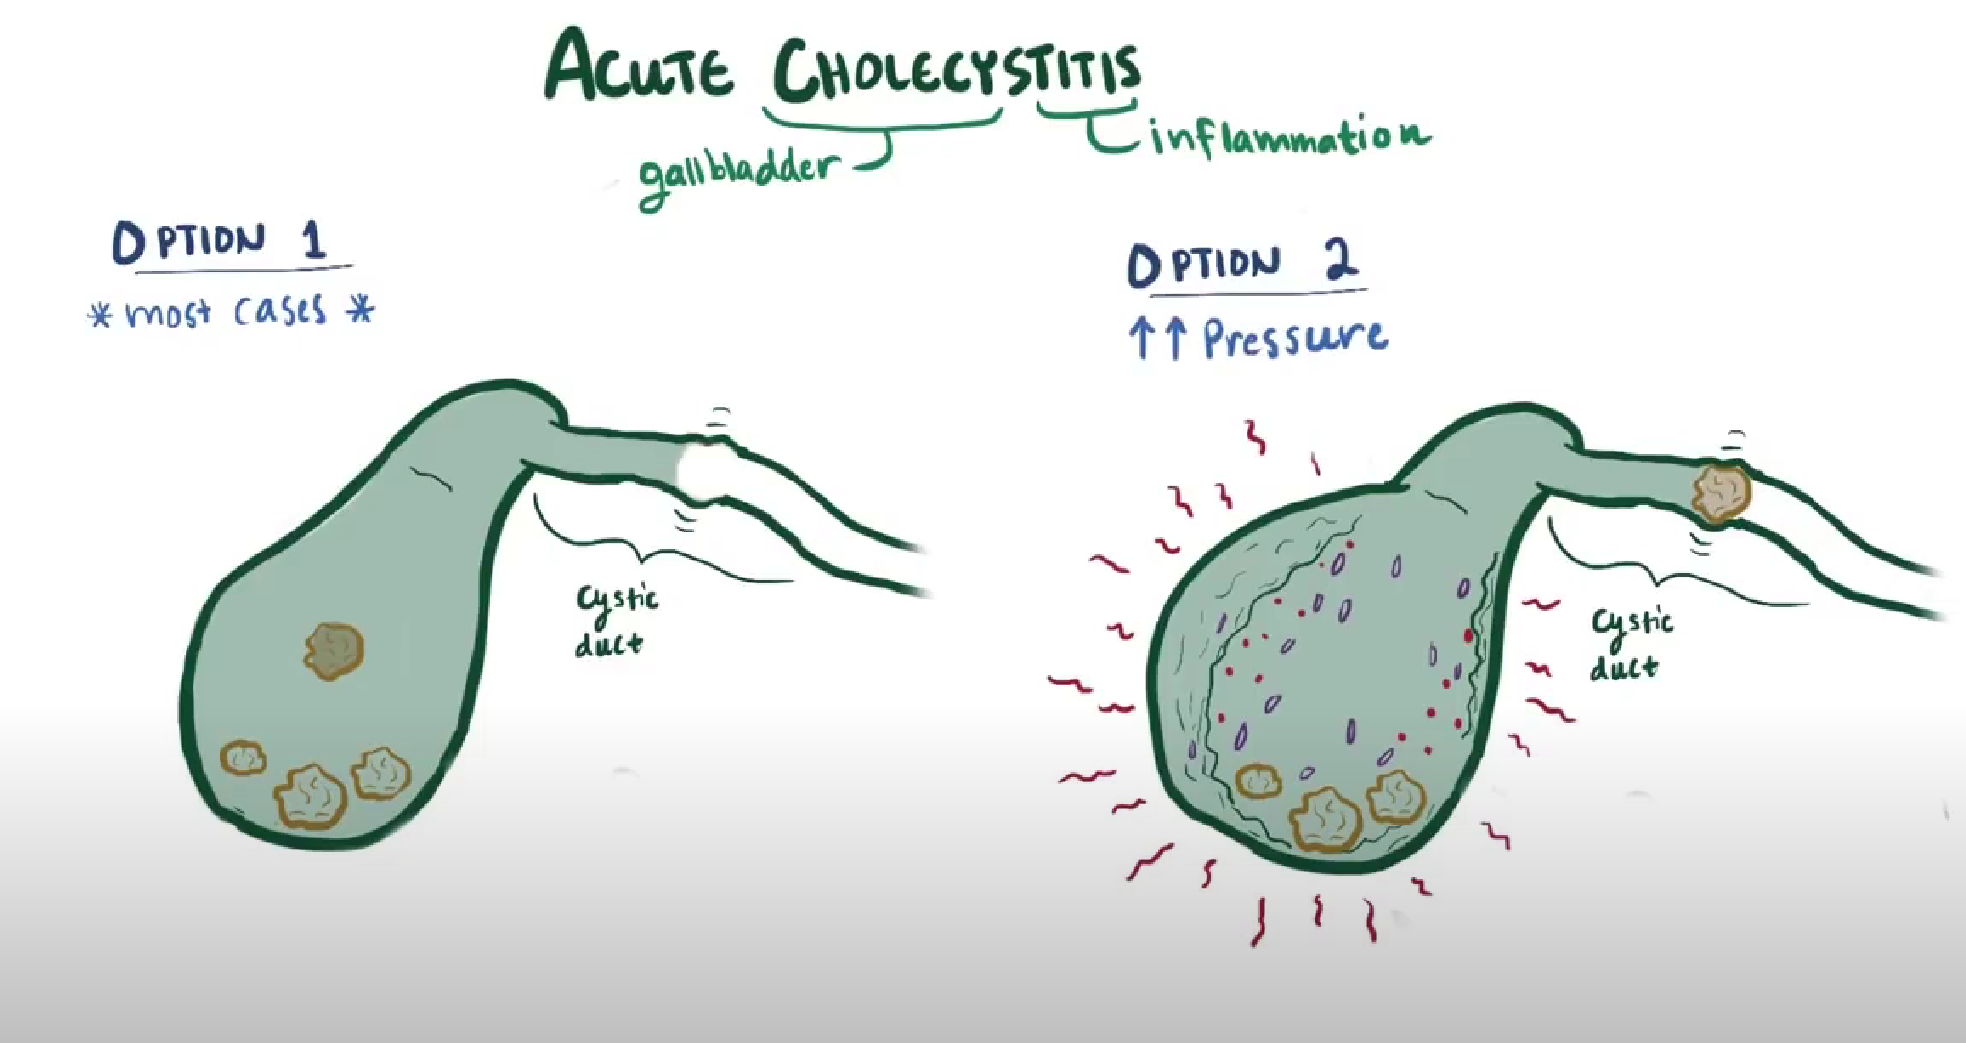 ACUTE CHOLECYSTITIS
gallbladder
inflammation
OPTION 1
* most cases *
Cystic
duct
OPTION 2
↑↑ Pressure
Cystic
duct